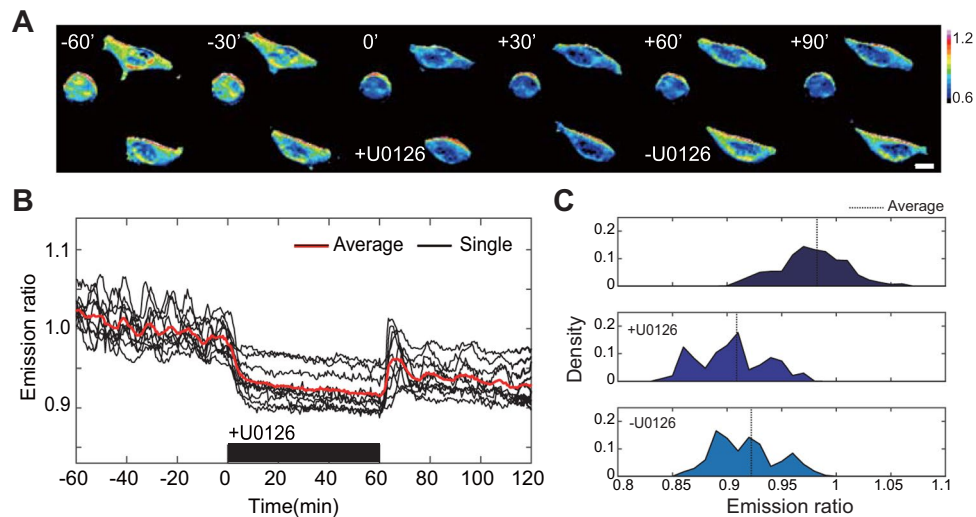 A
-60’ -30’ 0’ +30’ +60’ +90’
1.2
0.6
+U0126 -U0126
B
Emission ratio
1.1
1.0
0.9
Average Single
+U0126
-60 -40 -20 0 20 40 60 80 100 120
Time(min)
C
Average
Density
0.2
0.1
0
+U0126
0.2
0.1
0
-U0126
0.2
0.1
0
0.8 0.85 0.9 0.95 1 1.05 1.1
Emission ratio